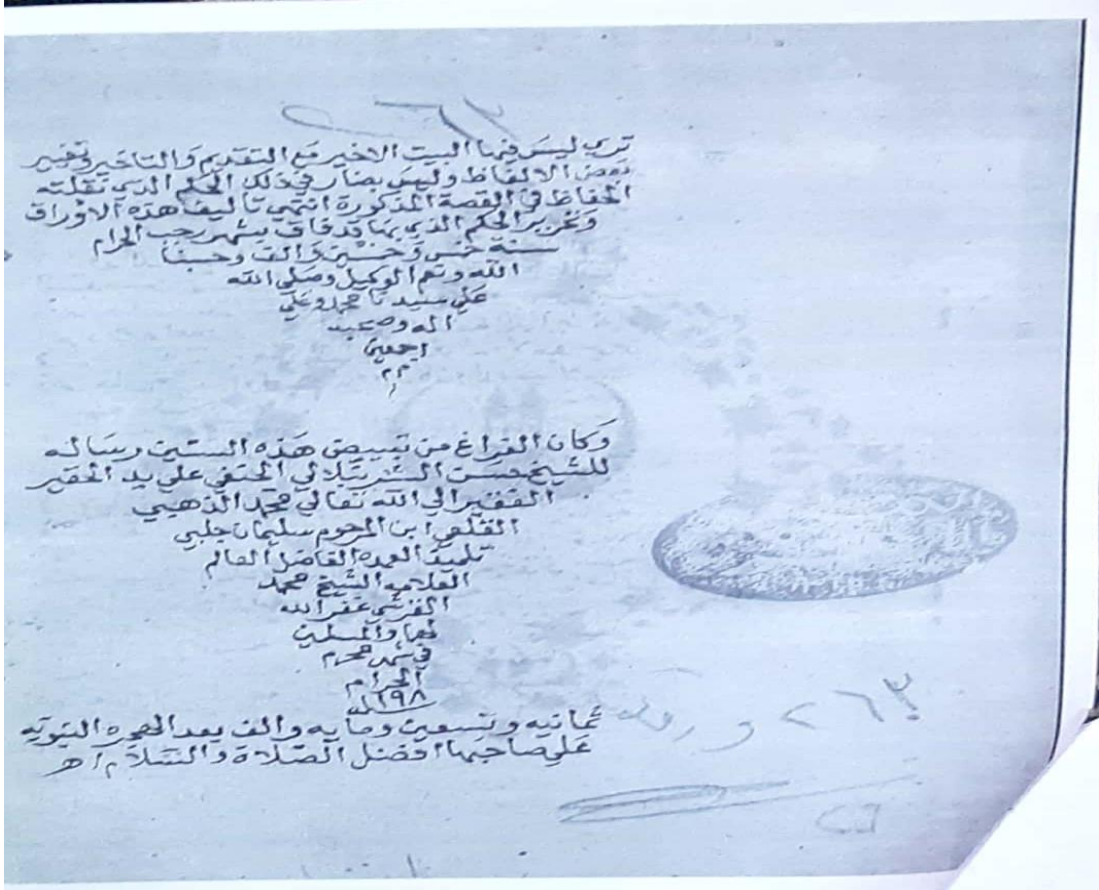 ترى ليس فيها البيت الاخير مع التقديم والتاخير وتغيير
بعض الالفاظ وليس بضار في ذلك الحكم الذي نقلته
الحفاظ في القصة المذكورة انتهى تاليف هذه الاوراق
وتحرير الحكم الذي بها قد فاق بشهر رجب الحرام
سنة خمس وخمسين والف وحسبنا
الله ونعم الوكيل وصلى الله
على سيدنا محمد وعلى
اله وصحبه
اجمعين
م م
م
وكان الفراغ من تبييض هذه الستين رساله
للشيخ حسن الشرنبلالي الحنفي على يد الحقير
الفقير الى الله تعالى محمد الذهبي
القلعي ابن المرحوم سليمان جلبي
تلميذ العمدة الفاضل العالم
العلامه الشيخ محمد
غفر الله
لهما والمسلمين
في شهر محرم
الحرام
سنة ١١٩٨
ثمانيه وتسعين ومايه والف بعد الهجره النبويه
على صاحبها افضل الصلاة والسلام اهـ
ورقة